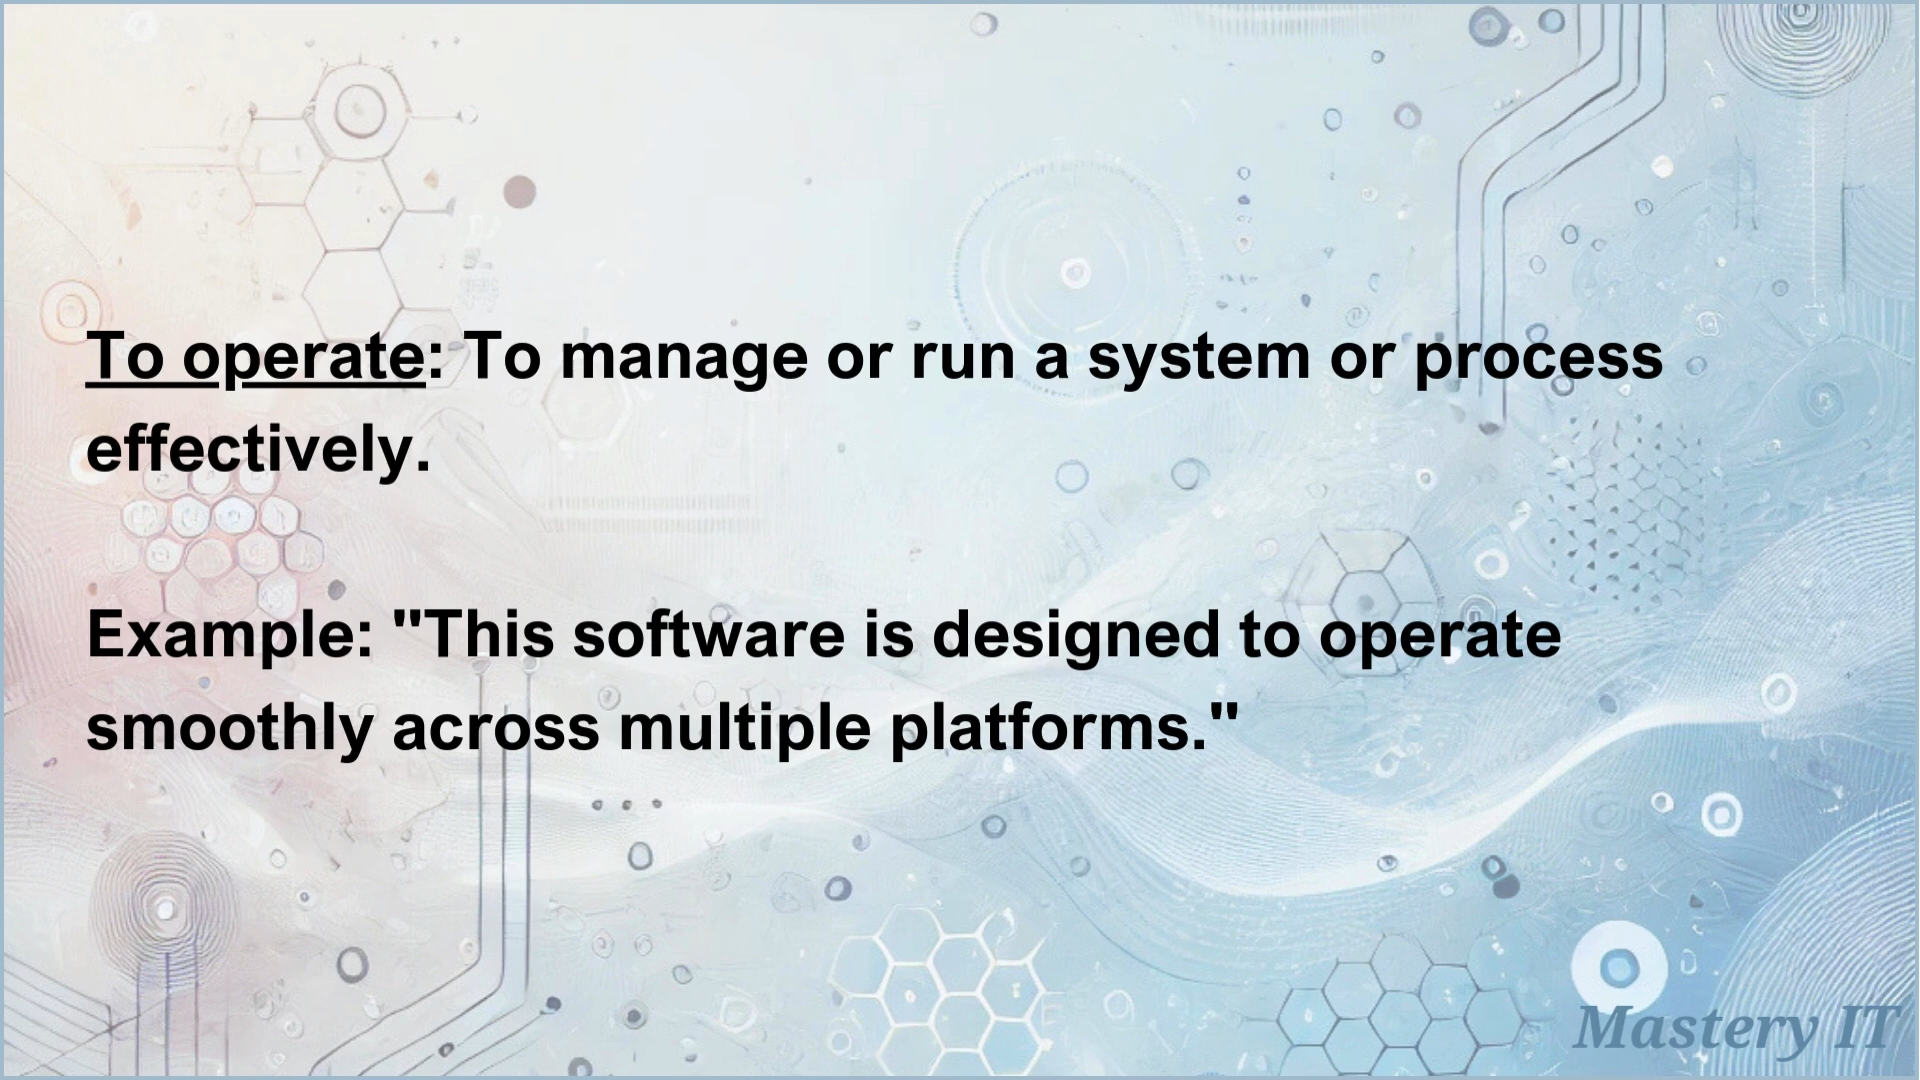 To operate: To manage or run a system or process
effectively.
Example: "This software is designed to operate
smoothly across multiple platforms."
Mastery IT